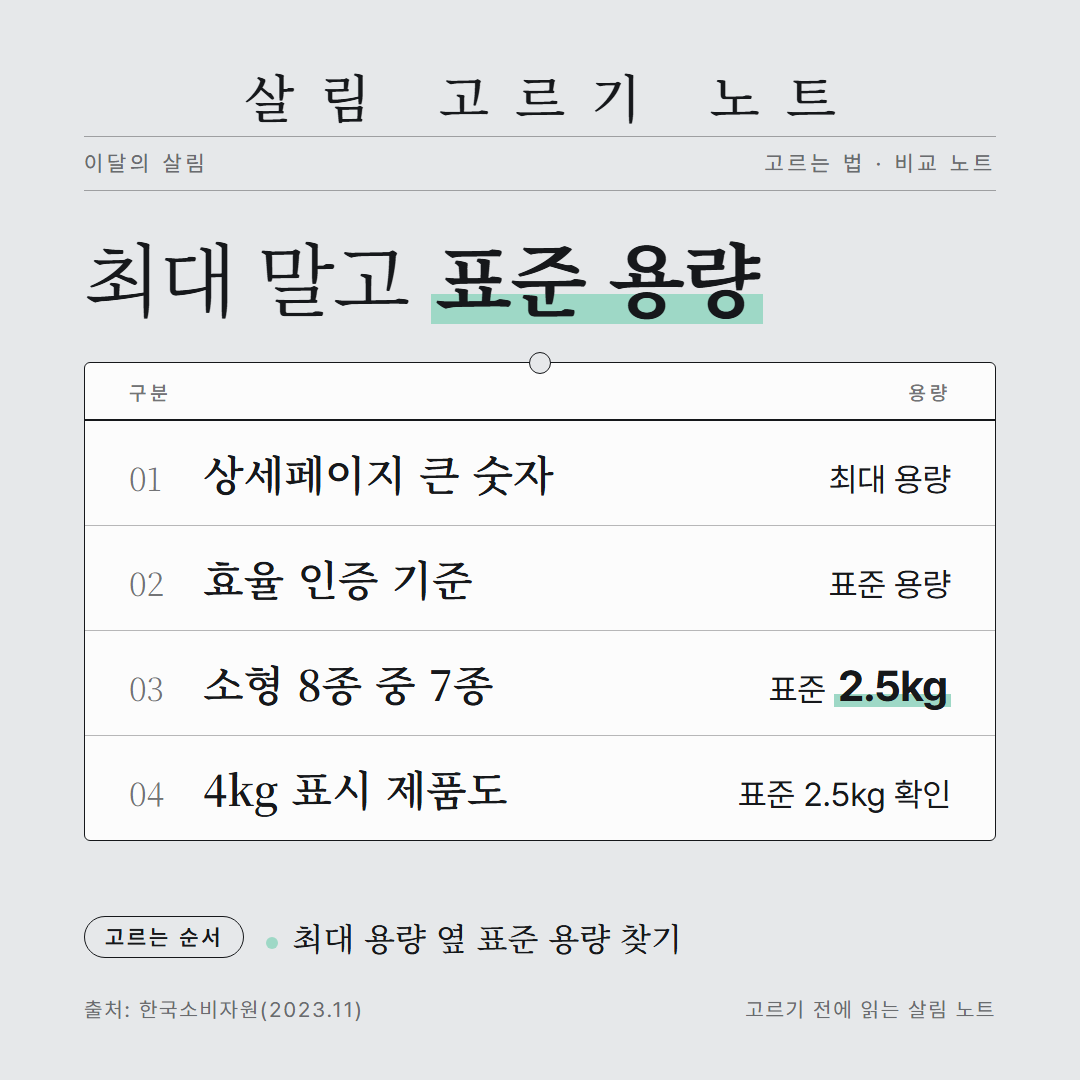 살림 고르기 노트
이달의 살림
고르는 법 · 비교 노트
최대 말고 표준 용량
구분 용량
01 상세페이지 큰 숫자 최대 용량
02 효율 인증 기준 표준 용량
03 소형 8종 중 7종 표준 2.5kg
04 4kg 표시 제품도 표준 2.5kg 확인
고르는 순서 • 최대 용량 옆 표준 용량 찾기
출처: 한국소비자원(2023.11)
고르기 전에 읽는 살림 노트